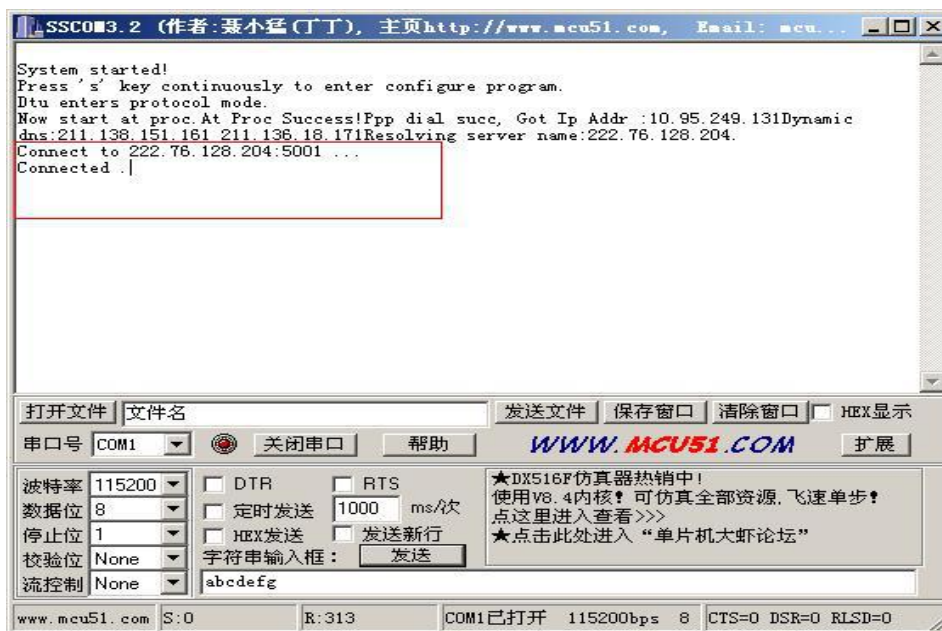 SSCOM3.2 (作者:聂小猛(丁丁), 主页http://www.mcu51.com, Email: mcu...
System started!
Press 's' key continuously to enter configure program.
Dtu enters protocol mode.
Now start at proc.At Proc Success!Ppp dial succ, Got Ip Addr :10.95.249.131Dynamic
dns:211.138.151.161 211.136.18.171Resolving server name:222.76.128.204.
Connect to 222.76.128.204:5001 ...
Connected .
打开文件 文件名 发送文件 保存窗口 清除窗口 HEX显示
串口号 COM1 关闭串口 帮助 WWW.MCU51.COM 扩展
波特率 115200 DTR RTS
数据位 8 定时发送 1000 ms/次
停止位 1 HEX发送 发送新行
校验位 None 字符串输入框: 发送
流控制 None abcdefg
★DX516F仿真器热销中!
使用V8.4内核! 可仿真全部资源,飞速单步!
点这里进入查看>>>
★点击此处进入“单片机大虾论坛”
www.mcu51.com S:0 R:313 COM1已打开 115200bps 8 CTS=0 DSR=0 RLSD=0